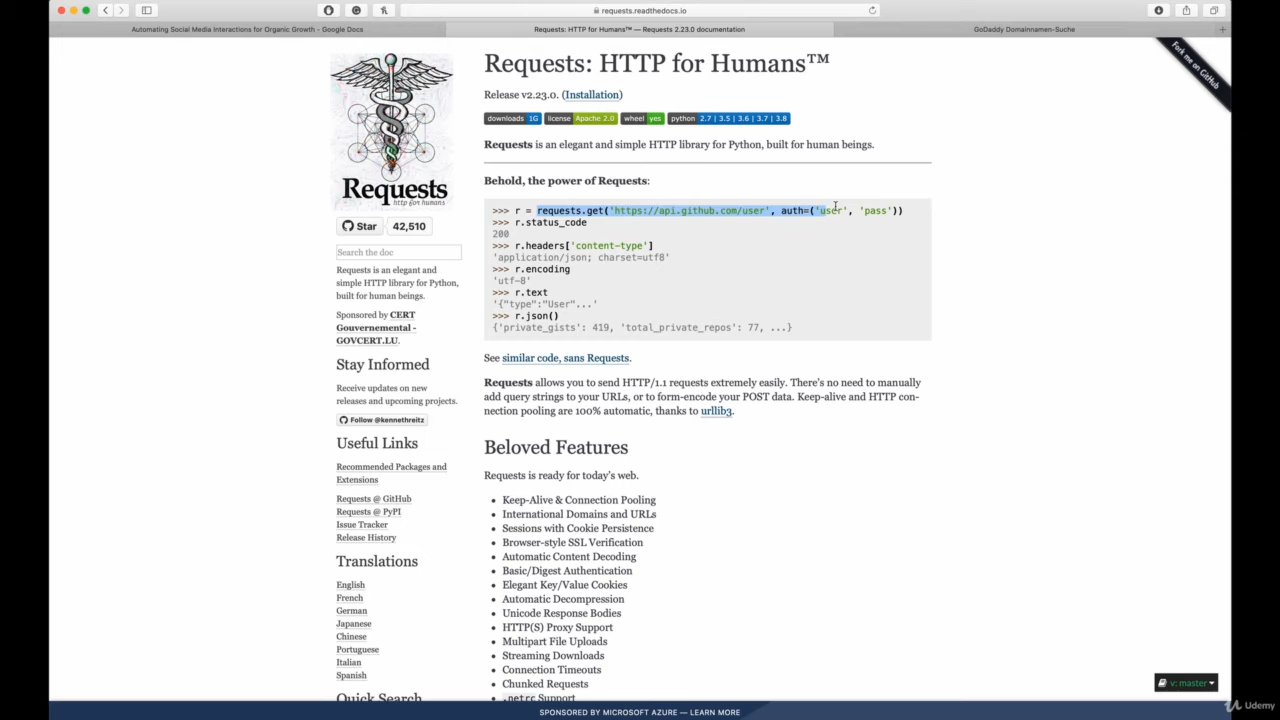 requests.readthedocs.io
Automating Social Media Interactions for Organic Growth - Google Docs
Requests: HTTP for Humans™ — Requests 2.23.0 documentation
GoDaddy Domainnamen-Suche
Fork me on GitHub
Requests
http for humans
Star 42,510
Search the doc
Requests is an elegant and
simple HTTP library for Python,
built for human beings.
Sponsored by CERT
Gouvernemental -
GOVCERT.LU.
Stay Informed
Receive updates on new
releases and upcoming projects.
Follow @kennethreitz
Useful Links
Recommended Packages and
Extensions
Requests @ GitHub
Requests @ PyPI
Issue Tracker
Release History
Translations
English
French
German
Japanese
Chinese
Portuguese
Italian
Spanish
Quick Search
Requests: HTTP for Humans™
Release v2.23.0. (Installation)
downloads 1G license Apache 2.0 wheel yes python 2.7 | 3.5 | 3.6 | 3.7 | 3.8
Requests is an elegant and simple HTTP library for Python, built for human beings.
Behold, the power of Requests:
>>> r = requests.get('https://api.github.com/user', auth=('user', 'pass'))
>>> r.status_code
200
>>> r.headers['content-type']
'application/json; charset=utf8'
>>> r.encoding
'utf-8'
>>> r.text
'{"type":"User"...'
>>> r.json()
{'private_gists': 419, 'total_private_repos': 77, ...}
See similar code, sans Requests.
Requests allows you to send HTTP/1.1 requests extremely easily. There's no need to manually
add query strings to your URLs, or to form-encode your POST data. Keep-alive and HTTP con-
nection pooling are 100% automatic, thanks to urllib3.
Beloved Features
Requests is ready for today's web.
• Keep-Alive & Connection Pooling
• International Domains and URLs
• Sessions with Cookie Persistence
• Browser-style SSL Verification
• Automatic Content Decoding
• Basic/Digest Authentication
• Elegant Key/Value Cookies
• Automatic Decompression
• Unicode Response Bodies
• HTTP(S) Proxy Support
• Multipart File Uploads
• Streaming Downloads
• Connection Timeouts
• Chunked Requests
• .netrc Support
v: master
SPONSORED BY MICROSOFT AZURE — LEARN MORE
Udemy